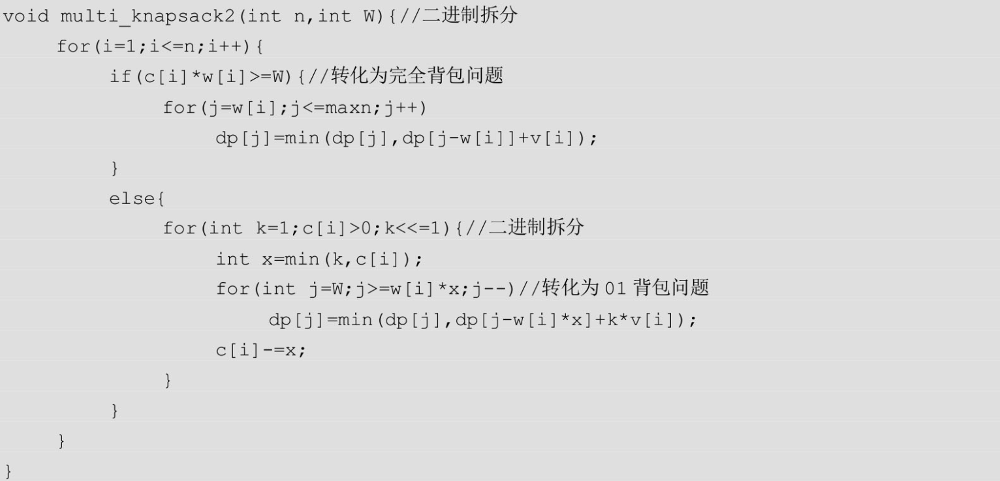 void multi_knapsack2(int n,int W){//二进制拆分
for(i=1;i<=n;i++){
if(c[i]*w[i]>=W){//转化为完全背包问题
for(j=w[i];j<=maxn;j++)
dp[j]=min(dp[j],dp[j-w[i]]+v[i]);
}
else{
for(int k=1;c[i]>0;k<<=1){//二进制拆分
int x=min(k,c[i]);
for(int j=W;j>=w[i]*x;j--)//转化为 01 背包问题
dp[j]=min(dp[j],dp[j-w[i]*x]+k*v[i]);
c[i]-=x;
}
}
}
}